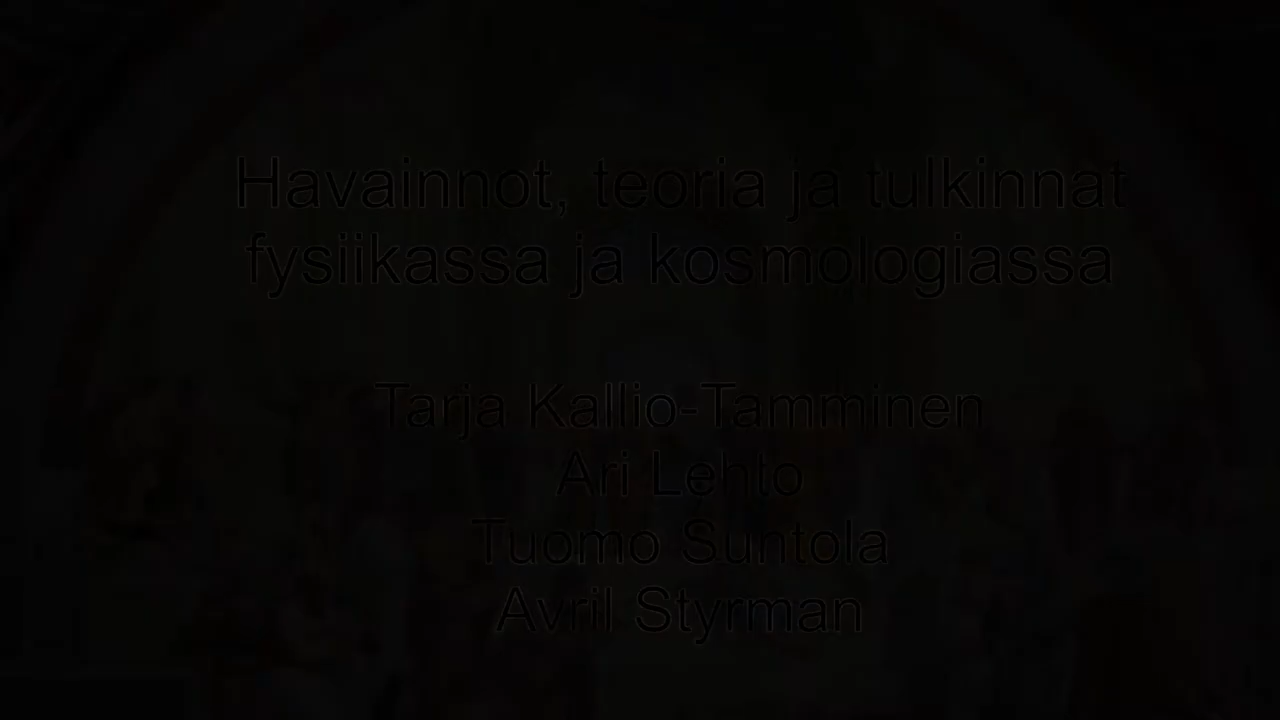 Havainnot, teoria ja tulkinnat
fysiikassa ja kosmologiassa
Tarja Kallio-Tamminen
Ari Lehto
Tuomo Suntola
Avril Styrman